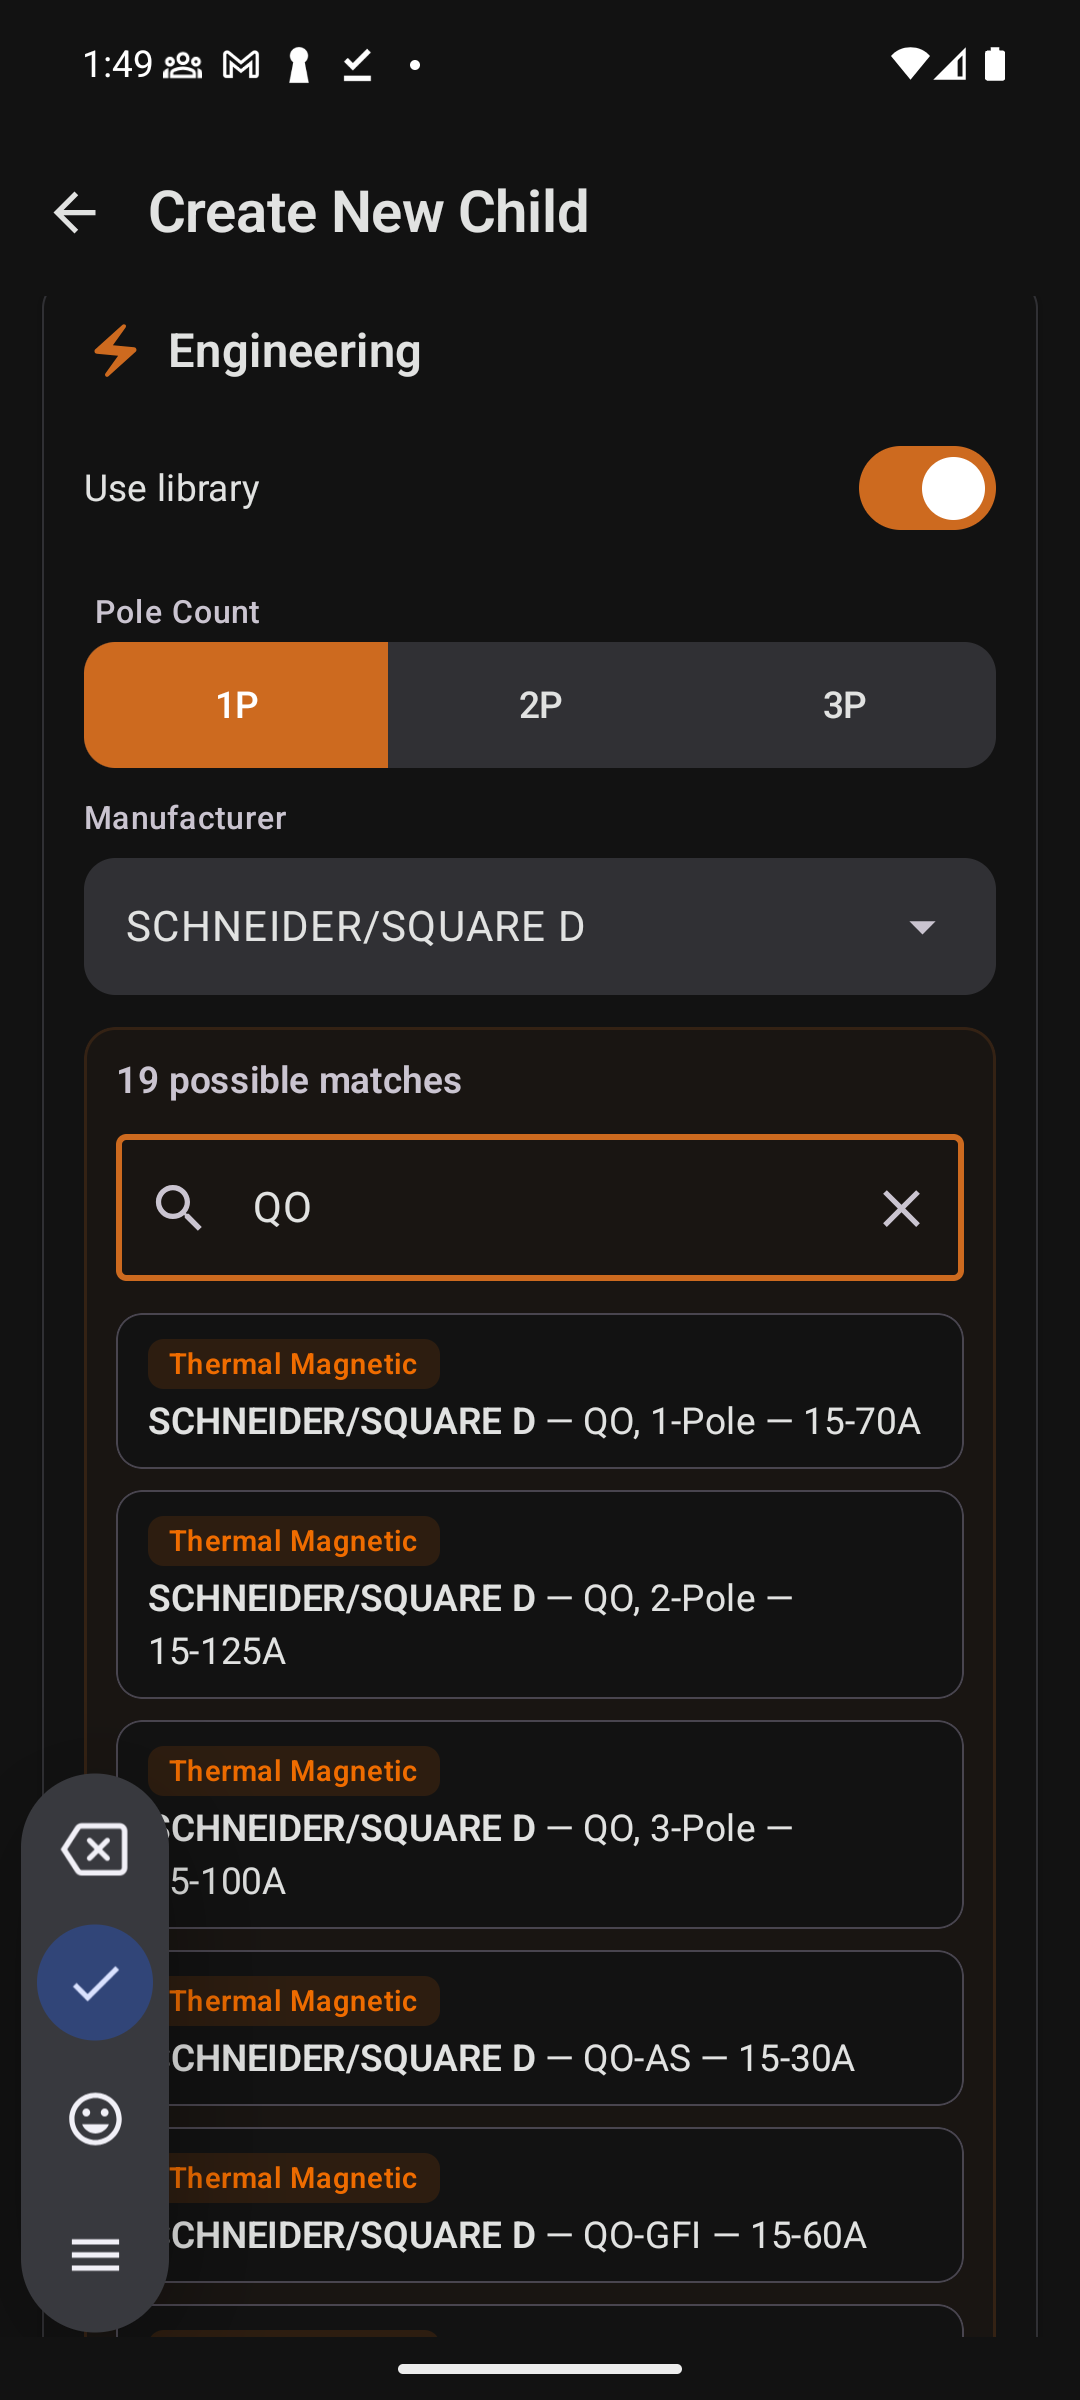 1:49
Create New Child
Engineering
Use library
Pole Count
1P 2P 3P
Manufacturer
SCHNEIDER/SQUARE D
19 possible matches
QO
Thermal Magnetic
SCHNEIDER/SQUARE D — QO, 1-Pole — 15-70A
Thermal Magnetic
SCHNEIDER/SQUARE D — QO, 2-Pole —
15-125A
Thermal Magnetic
CHNEIDER/SQUARE D — QO, 3-Pole —
5-100A
Thermal Magnetic
CHNEIDER/SQUARE D — QO-AS — 15-30A
Thermal Magnetic
CHNEIDER/SQUARE D — QO-GFI — 15-60A